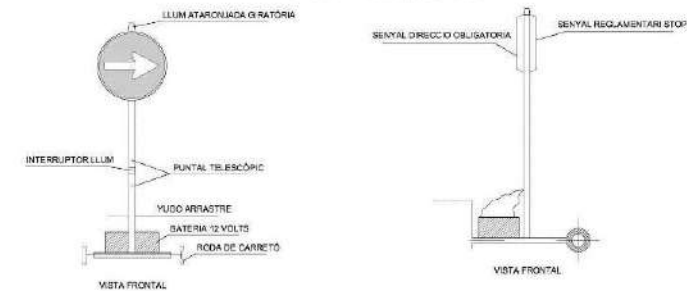 LLUM ATARONJADA GIRATÒRIA
INTERRUPTOR LLUM
PUNTAL TELESCÒPIC
YUGO ARRASTRE
BATERIA 12 VOLTS
RODA DE CARRETÓ
VISTA FRONTAL
SENYAL DIRECCIO OBLIGATORIA
SENYAL REGLAMENTARI STOP
VISTA FRONTAL